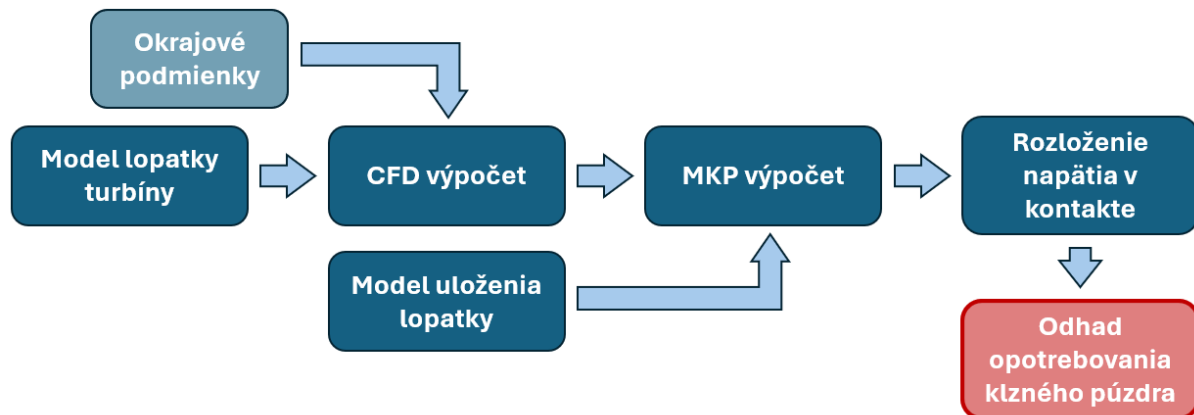 Okrajové
podmienky
Model lopatky
turbíny
CFD výpočet
MKP výpočet
Rozloženie
napätia v
kontakte
Model uloženia
lopatky
Odhad
opotrebovania
klzného púzdra